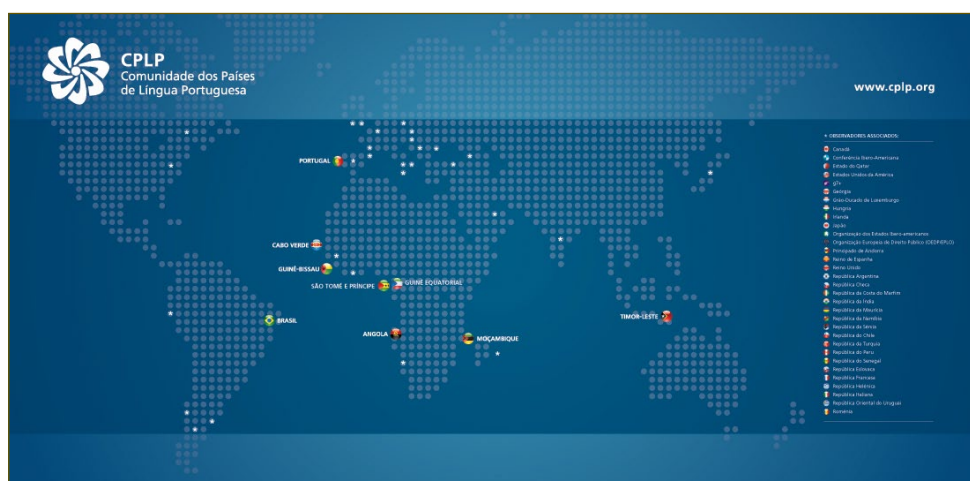 CPLP
Comunidade dos Países
de Língua Portuguesa
www.cplp.org
* OBSERVADORES ASSOCIADOS:
PORTUGAL
CABO VERDE
GUINÉ-BISSAU
SÃO TOMÉ E PRÍNCIPE
GUINÉ EQUATORIAL
BRASIL
ANGOLA
MOÇAMBIQUE
TIMOR-LESTE
Canadá
Conferência Ibero-Americana
Estado do Qatar
Estados Unidos da América
g7+
Geórgia
Grão-Ducado do Luxemburgo
Hungria
Irlanda
Japão
Organização dos Estados Ibero-americanos
Organização Europeia de Direito Público (OEDP/EPLO)
Principado de Andorra
Reino de Espanha
Reino Unido
República Argentina
República Checa
República da Costa do Marfim
República da Índia
República da Maurícia
República da Namíbia
República da Sérvia
República do Chile
República da Turquia
República do Peru
República do Senegal
República Eslovaca
República Francesa
República Helénica
República Italiana
República Oriental do Uruguai
Roménia